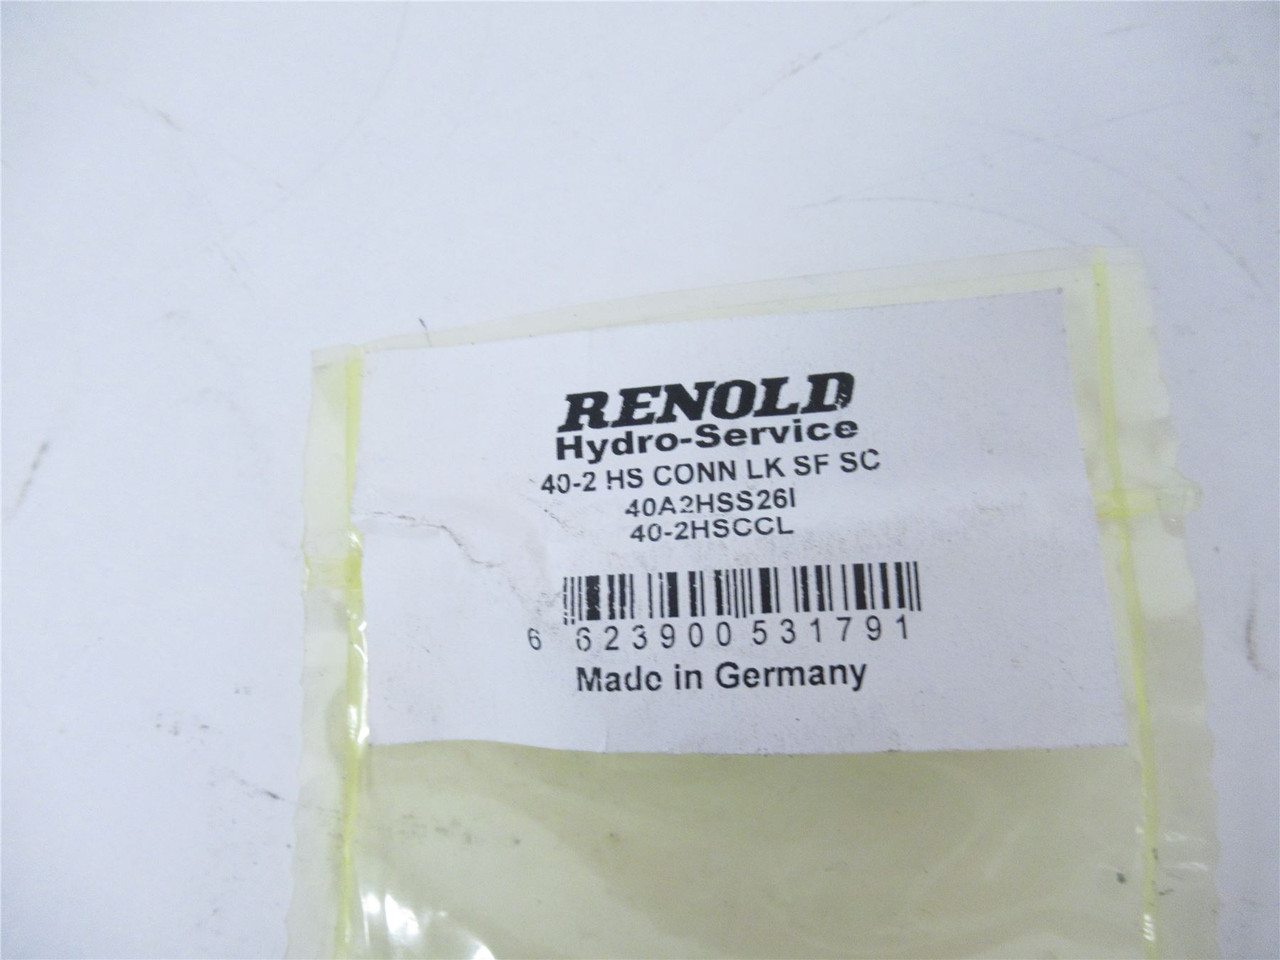 RENOLD
Hydro-Service
40-2 HS CONN LK SF SC
40A2HSS26I
40-2HSCCL
6 623900 531791
Made in Germany